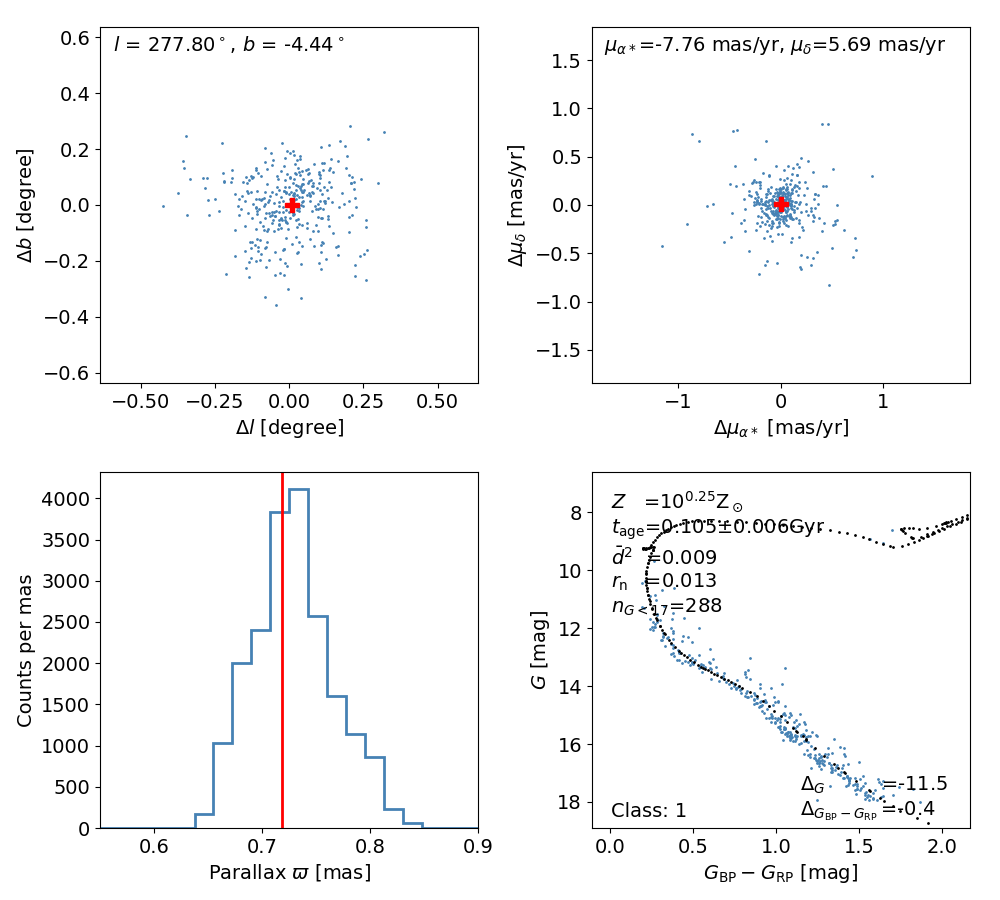 l = 277.80°, b = -4.44°
0.6
0.4
0.2
0.0
−0.2
−0.4
−0.6
Δb [degree]
−0.50 −0.25 0.00 0.25 0.50
Δl [degree]
μα*=-7.76 mas/yr, μδ=5.69 mas/yr
1.5
1.0
0.5
0.0
−0.5
−1.0
−1.5
Δμδ [mas/yr]
−1 0 1
Δμα* [mas/yr]
4000
3500
3000
2500
2000
1500
1000
500
0
Counts per mas
0.6 0.7 0.8 0.9
Parallax ϖ [mas]
Z =10^0.25 Z⊙
t_age=0.105±0.006Gyr
d̄² =0.009
r_n =0.013
n_G<17=288
8
10
12
14
16
18
G [mag]
Δ_G =-11.5
Δ_G_BP−G_RP =-0.4
Class: 1
0.0 0.5 1.0 1.5 2.0
G_BP − G_RP [mag]